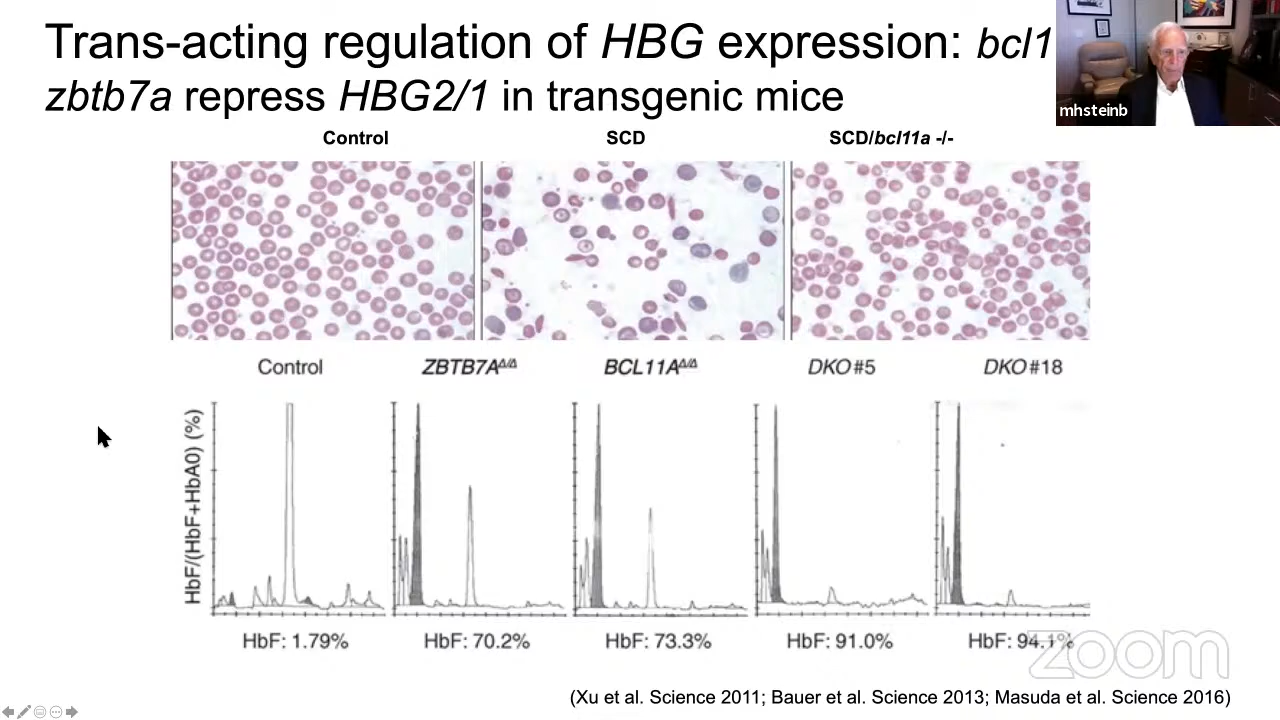 Trans-acting regulation of HBG expression: bcl1
zbtb7a repress HBG2/1 in transgenic mice
mhsteinb
Control SCD SCD/bcl11a -/-
Control ZBTB7AΔ/Δ BCL11AΔ/Δ DKO#5 DKO#18
HbF/(HbF+HbA0) (%)
HbF: 1.79% HbF: 70.2% HbF: 73.3% HbF: 91.0% HbF: 94.1%
zoom
(Xu et al. Science 2011; Bauer et al. Science 2013; Masuda et al. Science 2016)